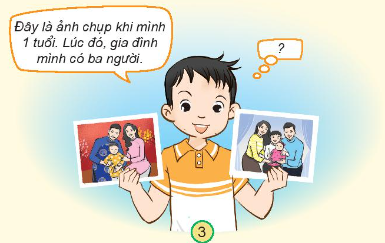 Đây là ảnh chụp khi mình
1 tuổi. Lúc đó, gia đình
mình có ba người.
?
3